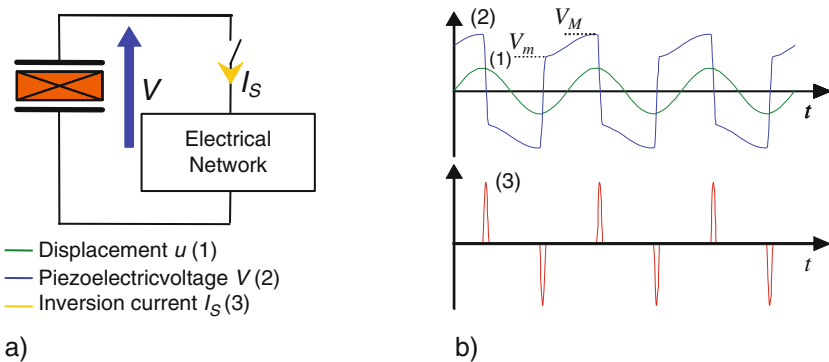 V
I_S
Electrical
Network
Displacement u (1)
Piezoelectricvoltage V (2)
Inversion current I_S (3)
a)
(2)
V_m
V_M
(1)
t
(3)
t
b)